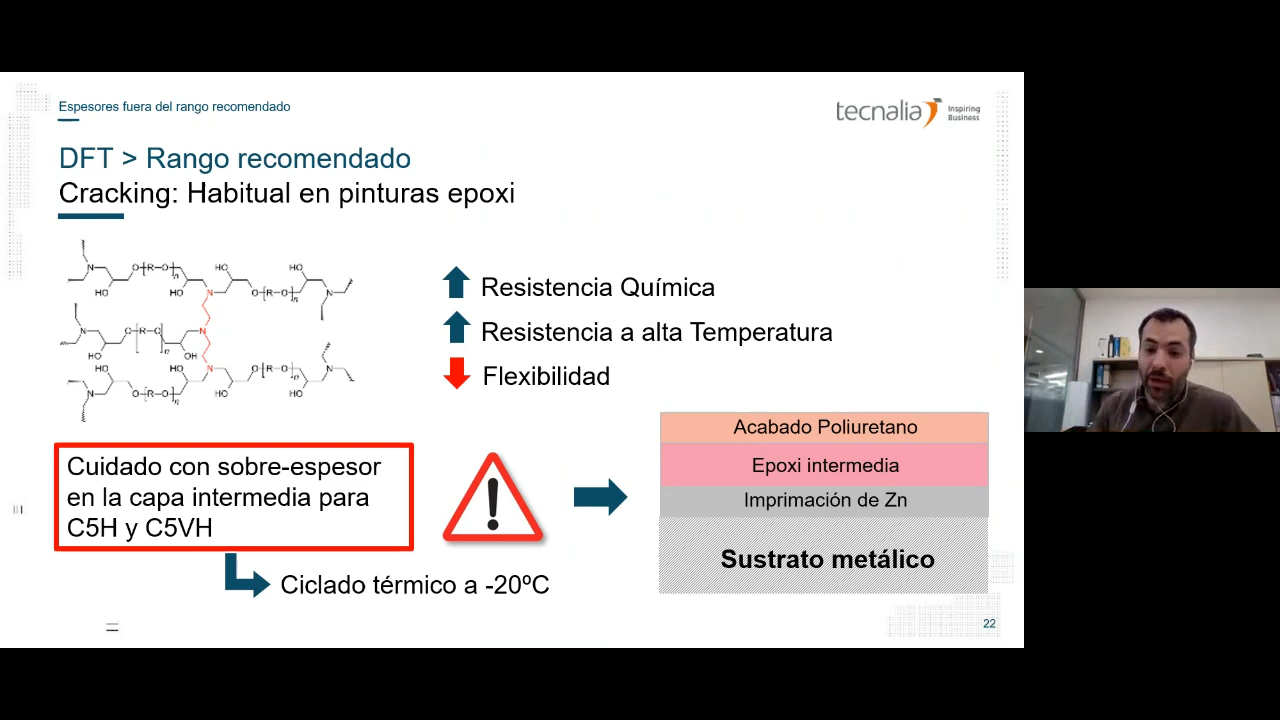 Espesores fuera del rango recomendado
tecnalia
Inspiring
Business
DFT > Rango recomendado
Cracking: Habitual en pinturas epoxi
Resistencia Química
Resistencia a alta Temperatura
Flexibilidad
Cuidado con sobre-espesor
en la capa intermedia para
C5H y C5VH
Ciclado térmico a -20ºC
Acabado Poliuretano
Epoxi intermedia
Imprimación de Zn
Sustrato metálico
22